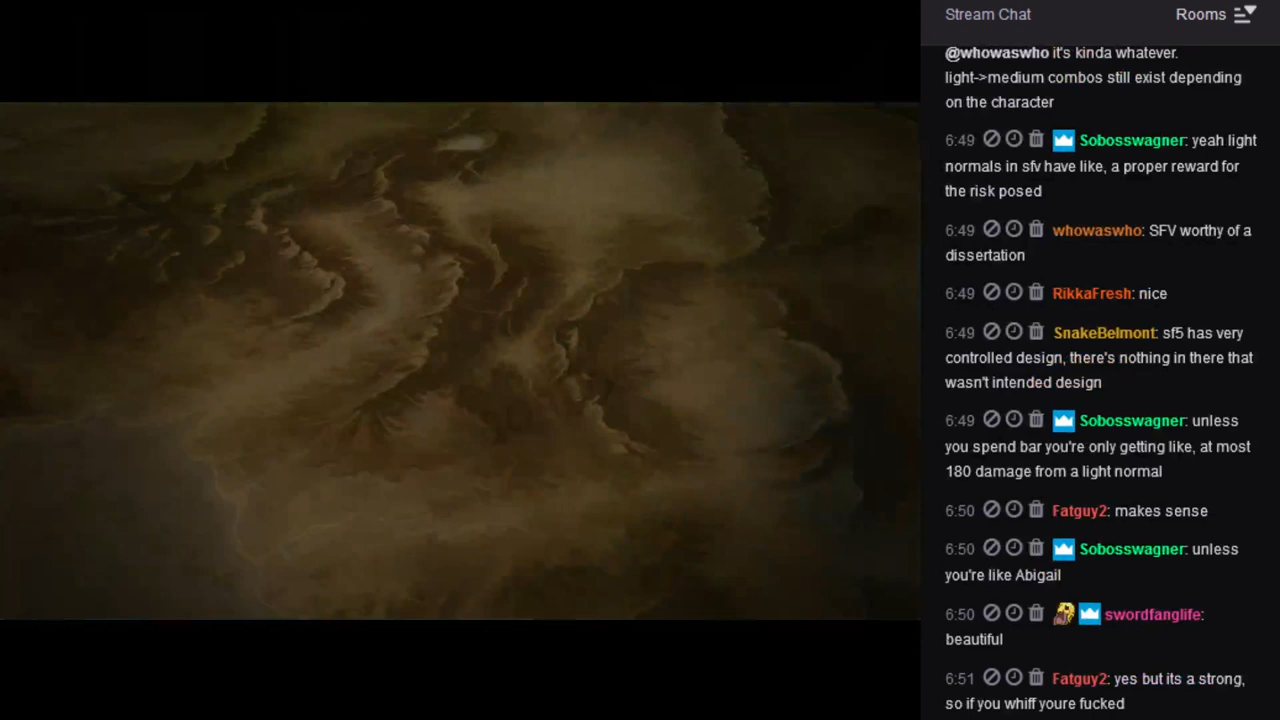 Stream Chat
Rooms
@whowaswho it's kinda whatever.
light->medium combos still exist depending
on the character
6:49 Sobosswagner: yeah light
normals in sfv have like, a proper reward for
the risk posed
6:49 whowaswho: SFV worthy of a
dissertation
6:49 RikkaFresh: nice
6:49 SnakeBelmont: sf5 has very
controlled design, there's nothing in there that
wasn't intended design
6:49 Sobosswagner: unless
you spend bar you're only getting like, at most
180 damage from a light normal
6:50 Fatguy2: makes sense
6:50 Sobosswagner: unless
you're like Abigail
6:50 swordfanglife:
beautiful
6:51 Fatguy2: yes but its a strong,
so if you whiff youre fucked